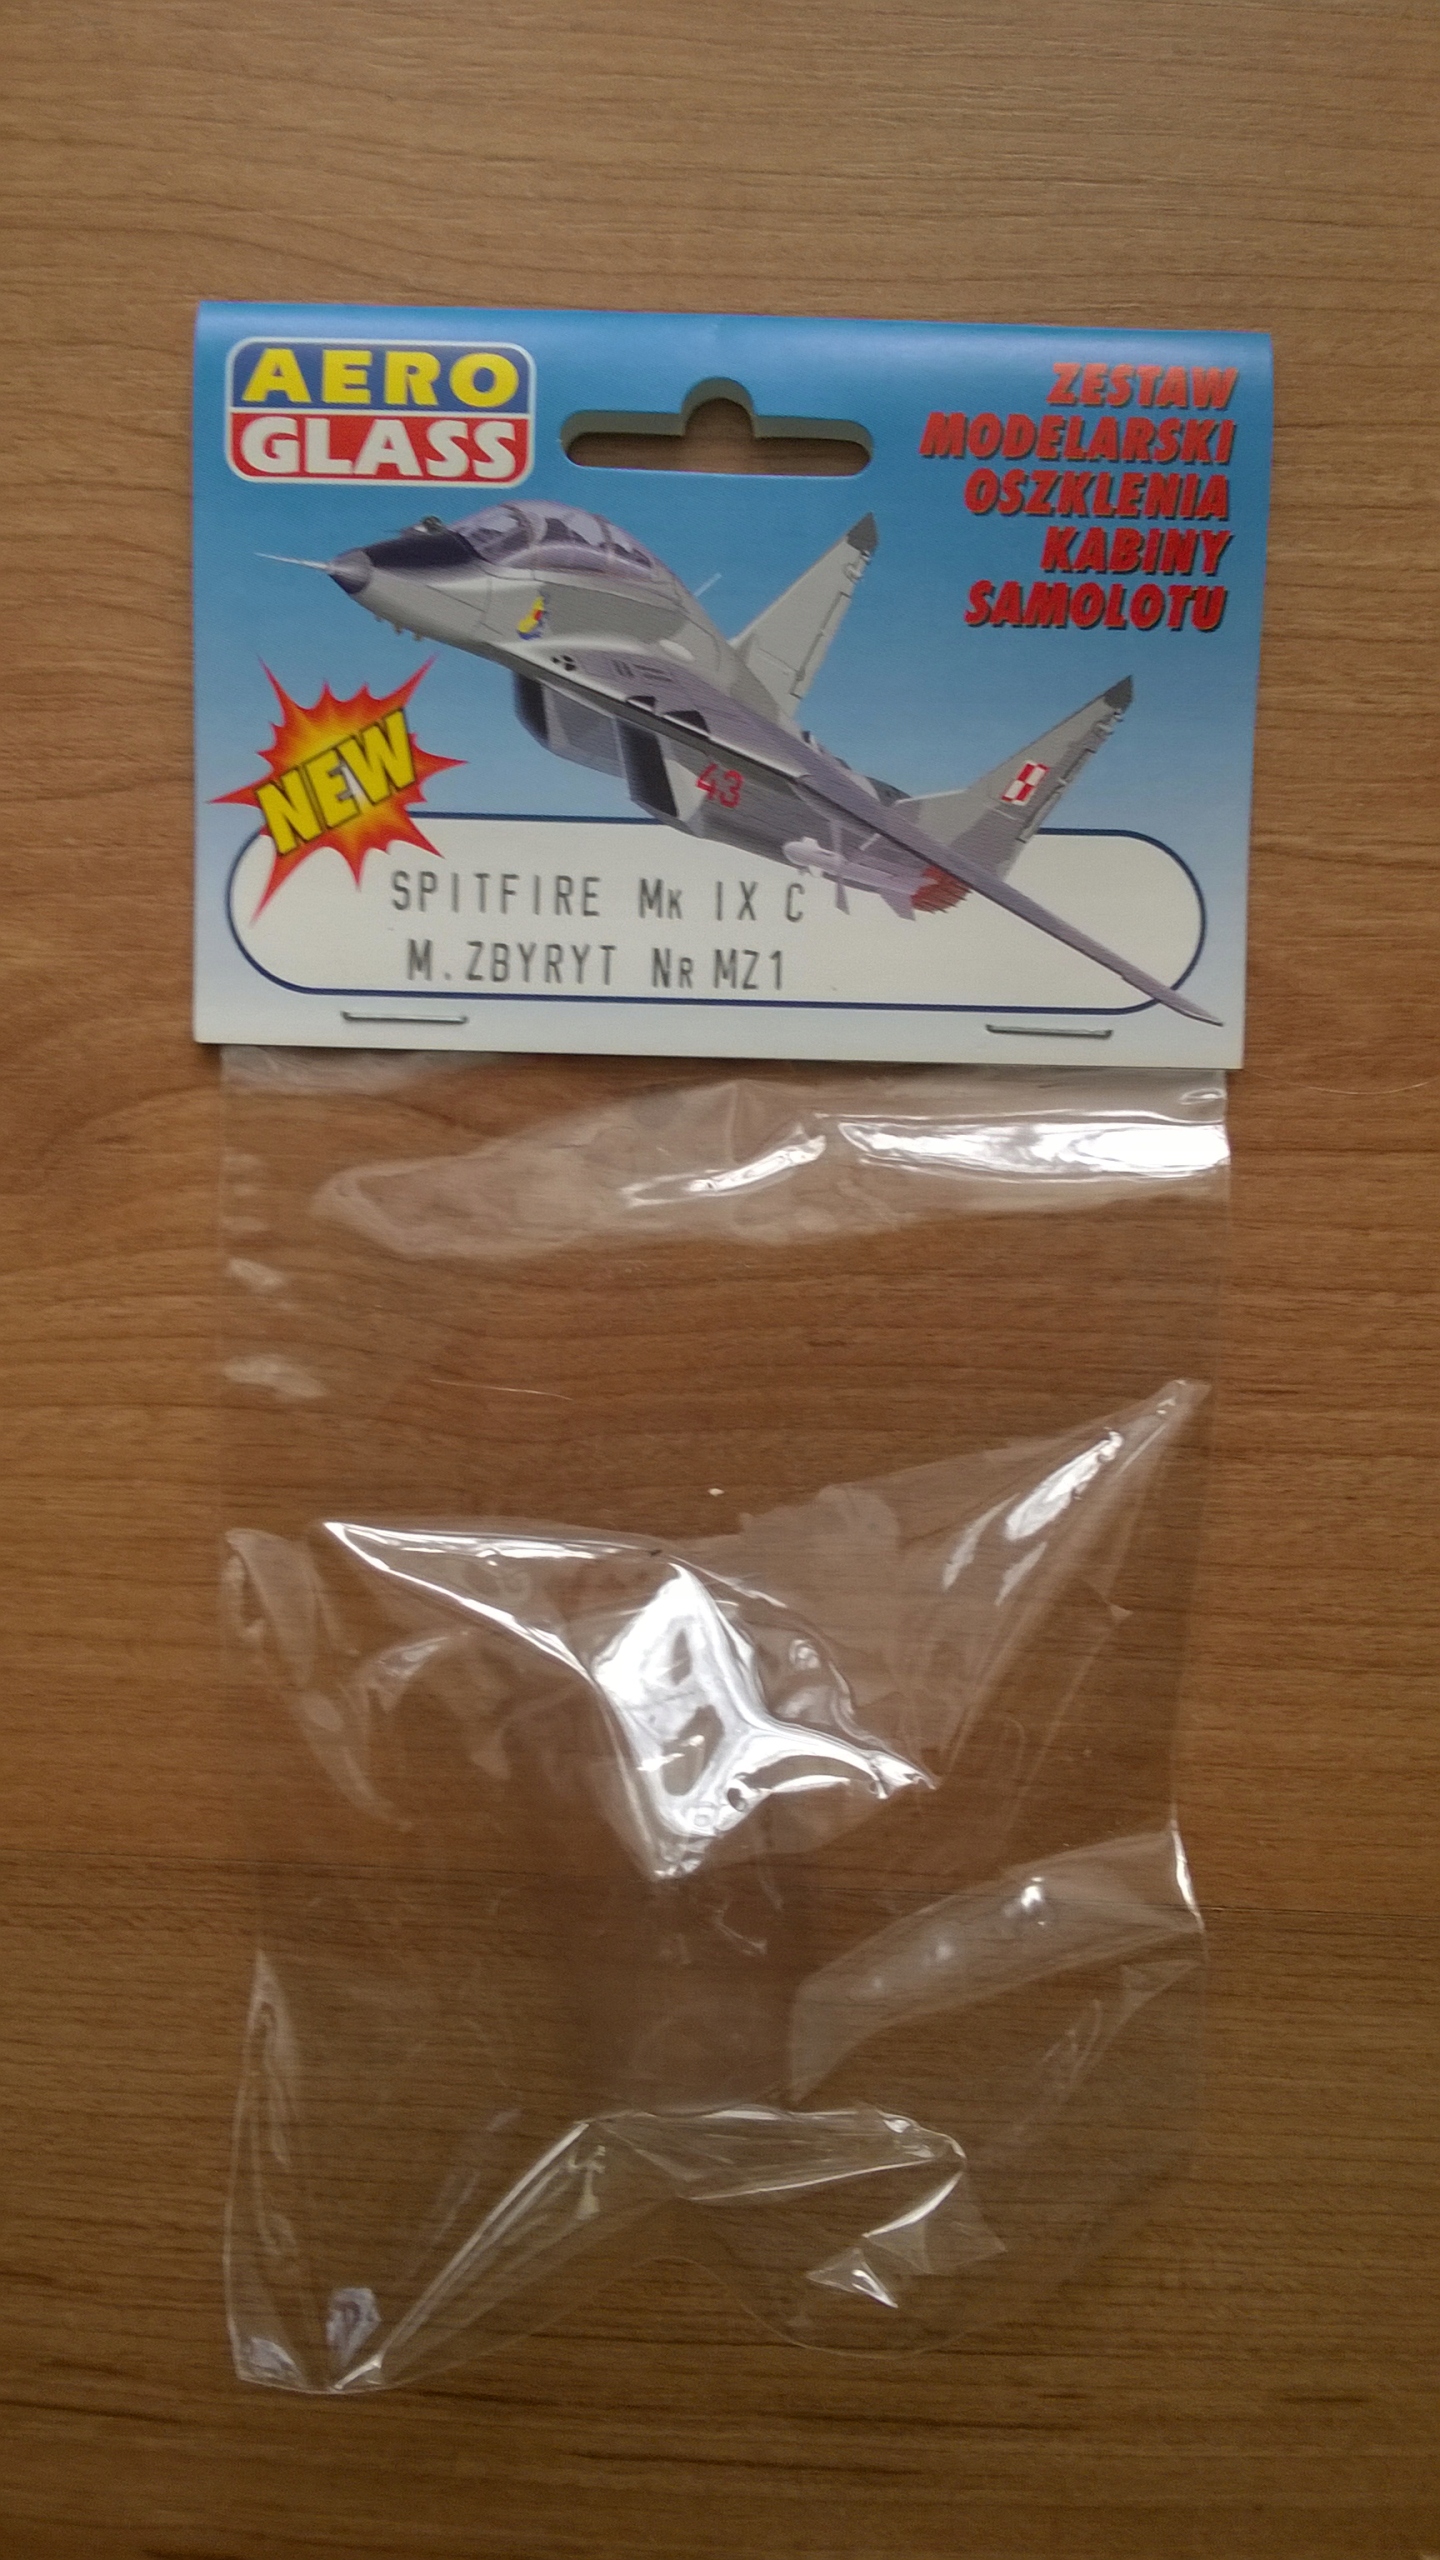 AERO
GLASS
ZESTAW
MODELARSKI
OSZKLENIA
KABINY
SAMOLOTU
NEW
43
SPITFIRE MK IX C
M.ZBYRYT NR MZ1